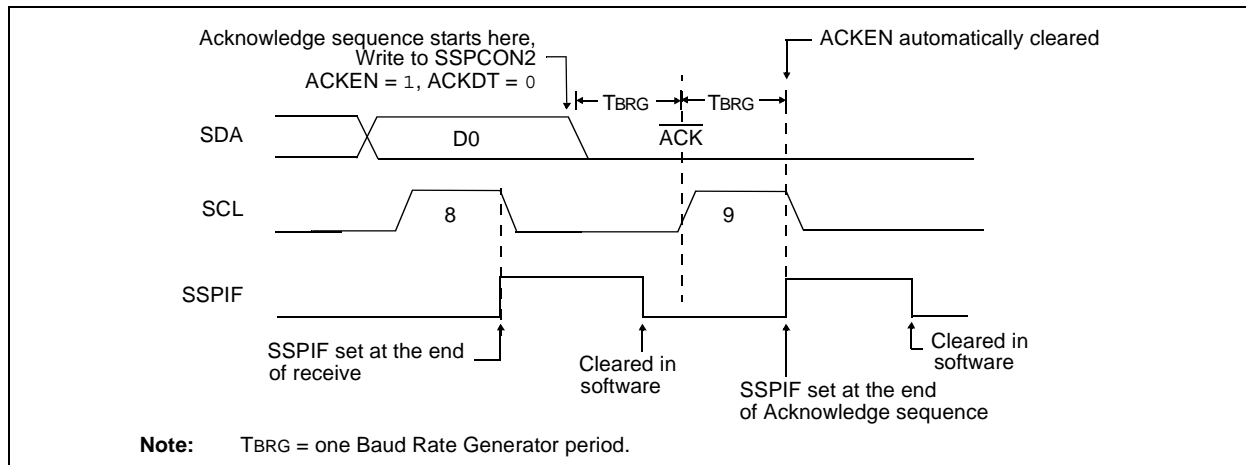 Acknowledge sequence starts here,
Write to SSPCON2
ACKEN = 1, ACKDT = 0
ACKEN automatically cleared
TBRG
TBRG
SDA
D0
ACK
SCL
8
9
SSPIF
SSPIF set at the end
of receive
Cleared in
software
SSPIF set at the end
of Acknowledge sequence
Cleared in
software
Note: TBRG = one Baud Rate Generator period.